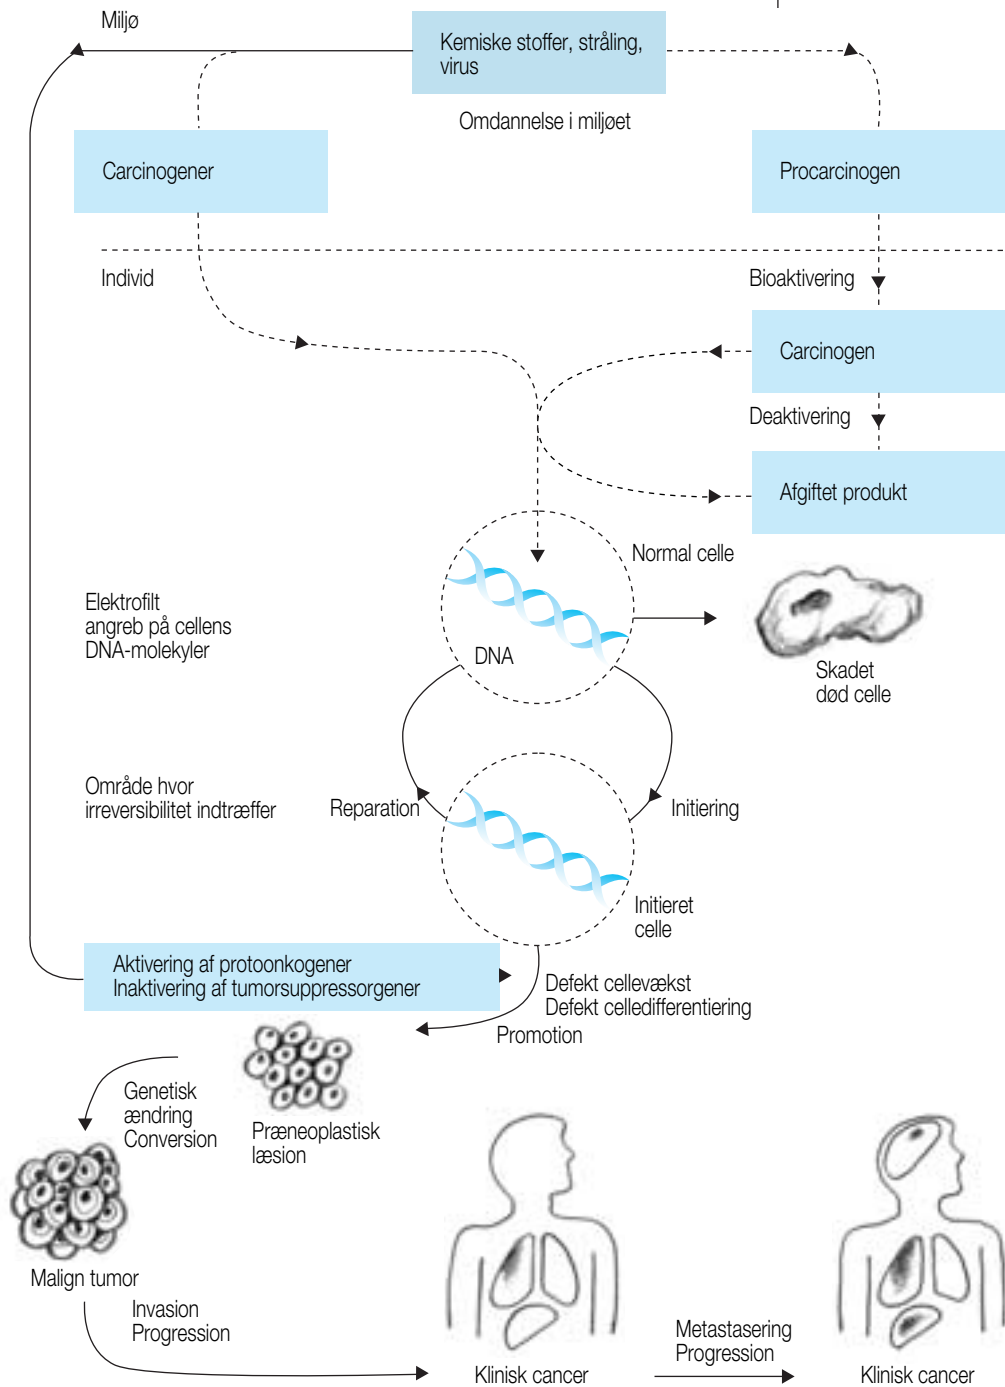 Miljø
Kemiske stoffer, stråling,
virus
Omdannelse i miljøet
Carcinogener
Procarcinogen
Individ
Bioaktivering
Carcinogen
Deaktivering
Afgiftet produkt
Normal celle
Elektrofilt
angreb på cellens
DNA-molekyler
DNA
Skadet
død celle
Område hvor
irreversibilitet indtræffer
Reparation
Initiering
Initieret
celle
Aktivering af protoonkogener
Inaktivering af tumorsuppressorgener
Defekt cellevækst
Defekt celledifferentiering
Promotion
Genetisk
ændring
Conversion
Præneoplastisk
læsion
Malign tumor
Invasion
Progression
Klinisk cancer
Metastasering
Progression
Klinisk cancer